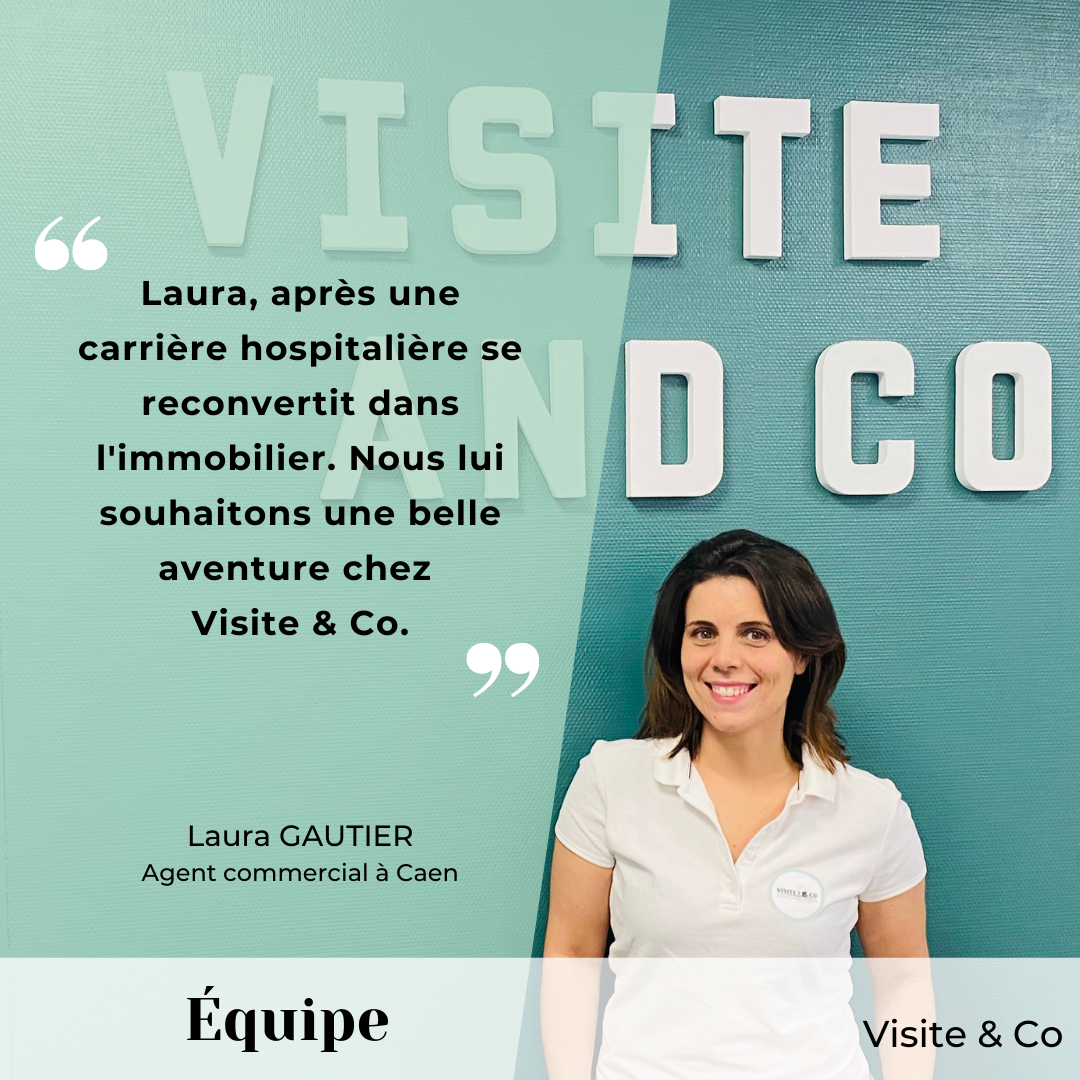 VISITE
AND CO
“
Laura, après une
carrière hospitalière se
reconvertit dans
l'immobilier. Nous lui
souhaitons une belle
aventure chez
Visite & Co.
”
Laura GAUTIER
Agent commercial à Caen
Équipe
Visite & Co